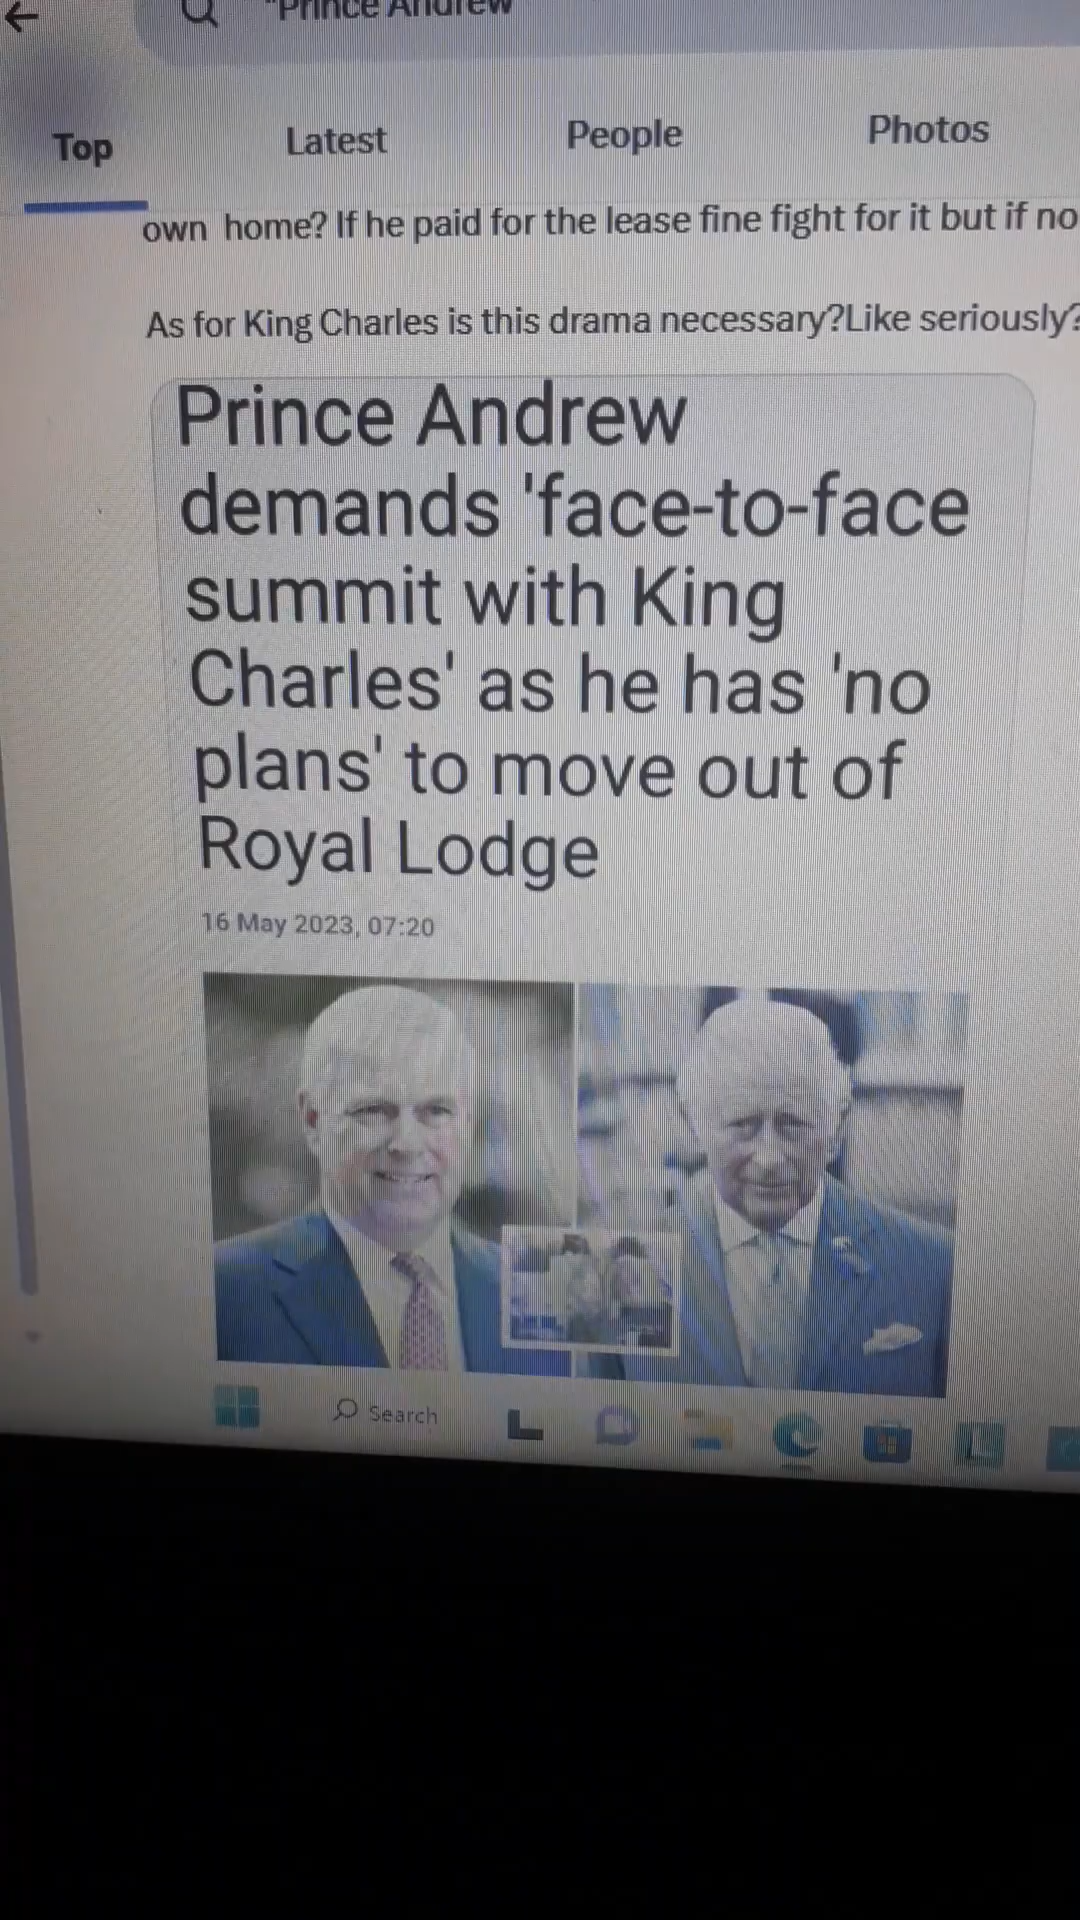 "Prince Andrew
Top Latest People Photos
own home? If he paid for the lease fine fight for it but if no
As for King Charles is this drama necessary?Like seriously?
Prince Andrew
demands 'face-to-face
summit with King
Charles' as he has 'no
plans' to move out of
Royal Lodge
16 May 2023, 07:20
Search